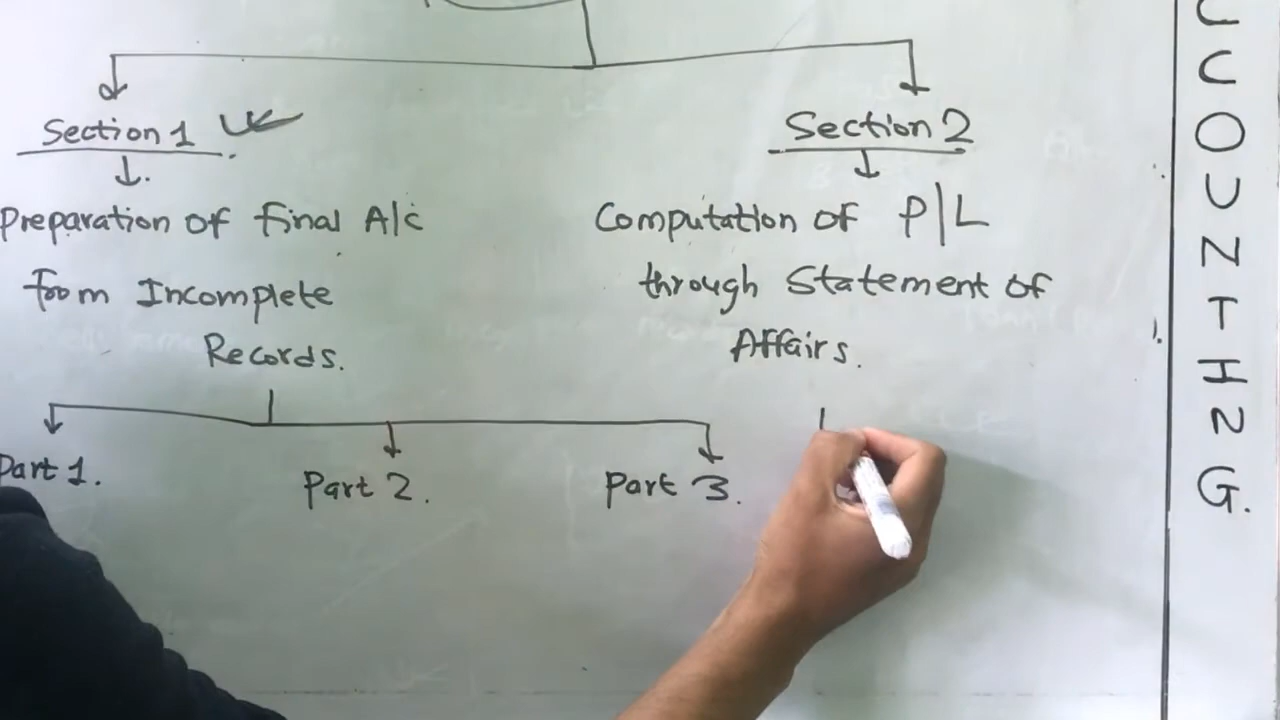 Section 1
Preparation of final A/c
from Incomplete
Records.
Part 1.
Part 2.
Part 3.
Section 2
Computation of P|L
through Statement of
Affairs.
C
C
O
U
N
T
I
N
G.